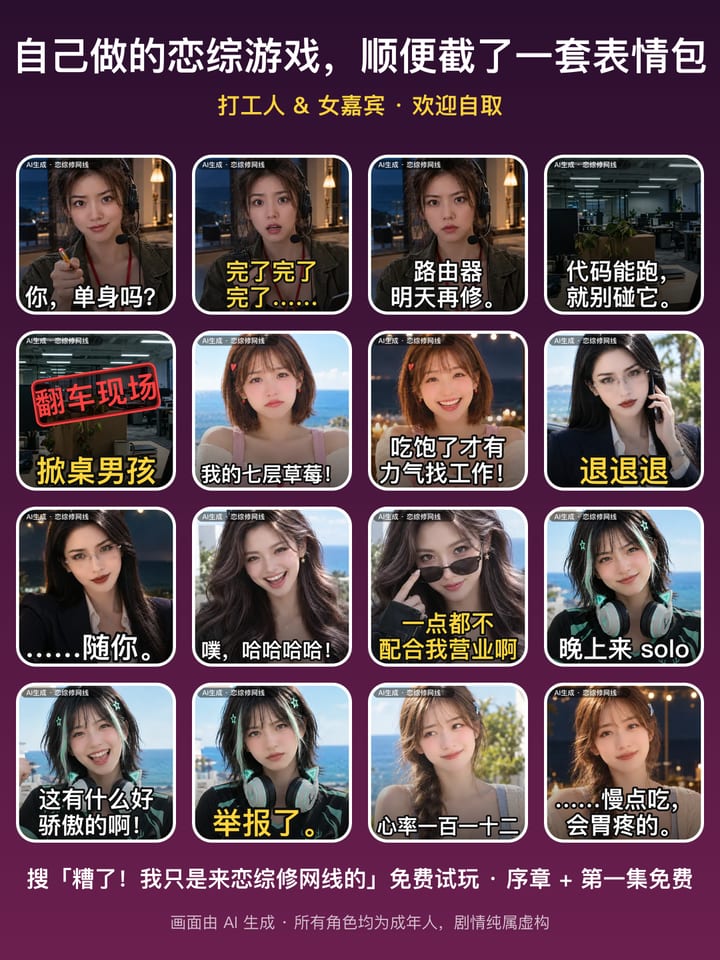 自己做的恋综游戏，顺便截了一套表情包
打工人 & 女嘉宾 · 欢迎自取
AI生成 · 恋综修网线
你，单身吗？
AI生成 · 恋综修网线
完了完了
完了……
AI生成 · 恋综修网线
路由器
明天再修。
AI生成 · 恋综修网线
代码能跑，
就别碰它。
AI生成 · 恋综修网线
翻车现场
掀桌男孩
AI生成 · 恋综修网线
我的七层草莓！
AI生成 · 恋综修网线
吃饱了才有
力气找工作！
AI生成 · 恋综修网线
退退退
AI生成 · 恋综修网线
……随你。
AI生成 · 恋综修网线
噗，哈哈哈哈！
AI生成 · 恋综修网线
一点都不
配合我营业啊
AI生成 · 恋综修网线
晚上来 solo
AI生成 · 恋综修网线
这有什么好
骄傲的啊！
AI生成 · 恋综修网线
举报了。
AI生成 · 恋综修网线
心率一百一十二
AI生成 · 恋综修网线
……慢点吃，
会胃疼的。
搜「糟了！我只是来恋综修网线的」免费试玩 · 序章 + 第一集免费
画面由 AI 生成 · 所有角色均为成年人，剧情纯属虚构